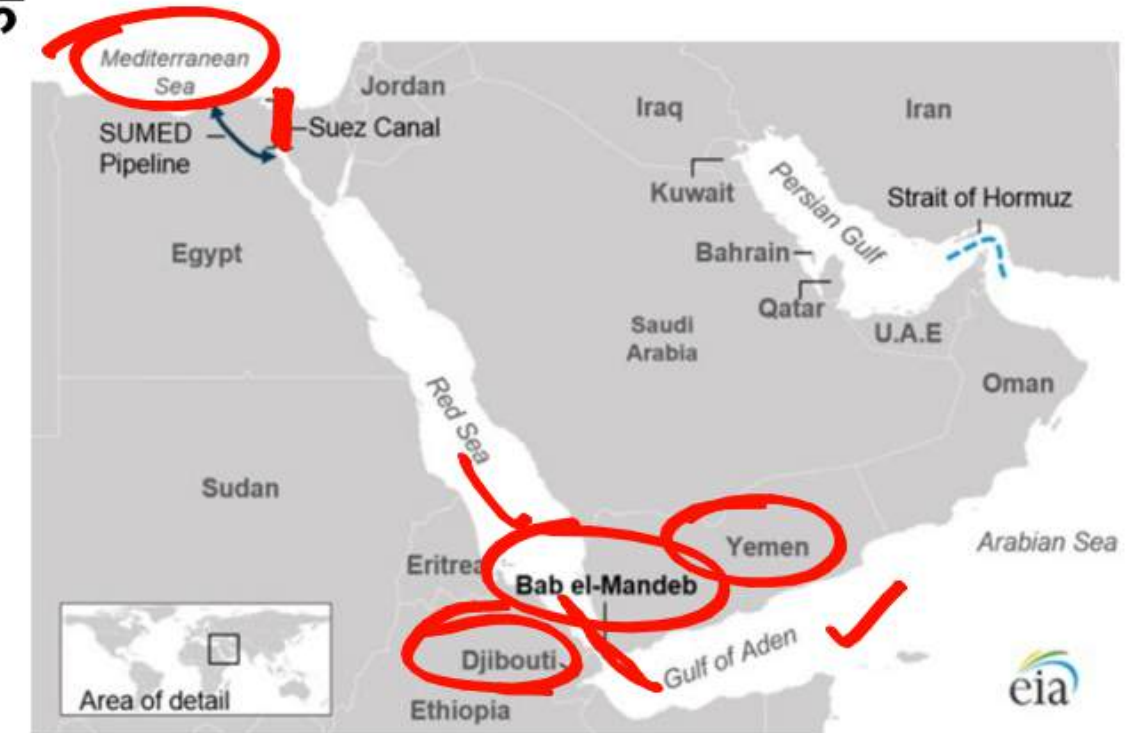 Mediterranean
Sea
Jordan
Iraq
Iran
SUMED
Pipeline
Suez Canal
Kuwait
Persian Gulf
Strait of Hormuz
Egypt
Bahrain
Qatar
Saudi
Arabia
U.A.E
Oman
Red Sea
Sudan
Yemen
Arabian Sea
Eritrea
Bab el-Mandeb
Djibouti
Gulf of Aden
Area of detail
Ethiopia
eia